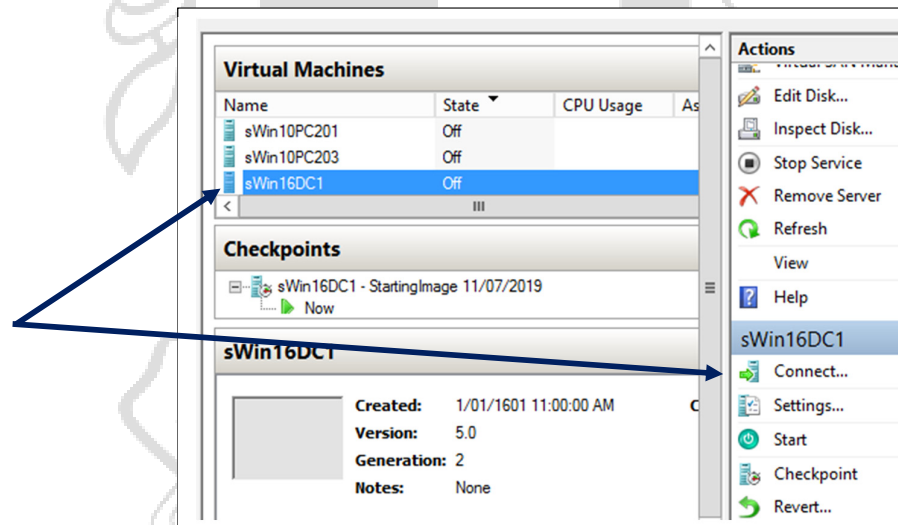 Virtual Machines
Name State CPU Usage As
sWin10PC201 Off
sWin10PC203 Off
sWin16DC1 Off
Checkpoints
sWin16DC1 - StartingImage 11/07/2019
Now
sWin16DC1
Created: 1/01/1601 11:00:00 AM C
Version: 5.0
Generation: 2
Notes: None
Actions
Edit Disk...
Inspect Disk...
Stop Service
Remove Server
Refresh
View
Help
sWin16DC1
Connect...
Settings...
Start
Checkpoint
Revert...